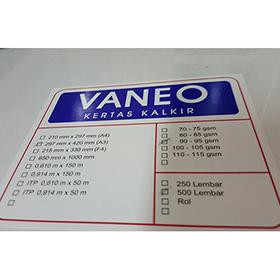 VANEO
KERTAS KALKIR
210 mm x 297 mm (A4)
297 mm x 420 mm (A3)
215 mm x 330 mm (F4)
650 mm x 1000 mm
0,610 m x 150 m
0,914 m x 150 m
ITP 0,610 m x 50 m
ITP 0,914 m x 50 m
70 - 75 gsm
80 - 85 gsm
90 - 95 gsm
100 - 105 gsm
110 - 115 gsm
250 Lembar
500 Lembar
Rol